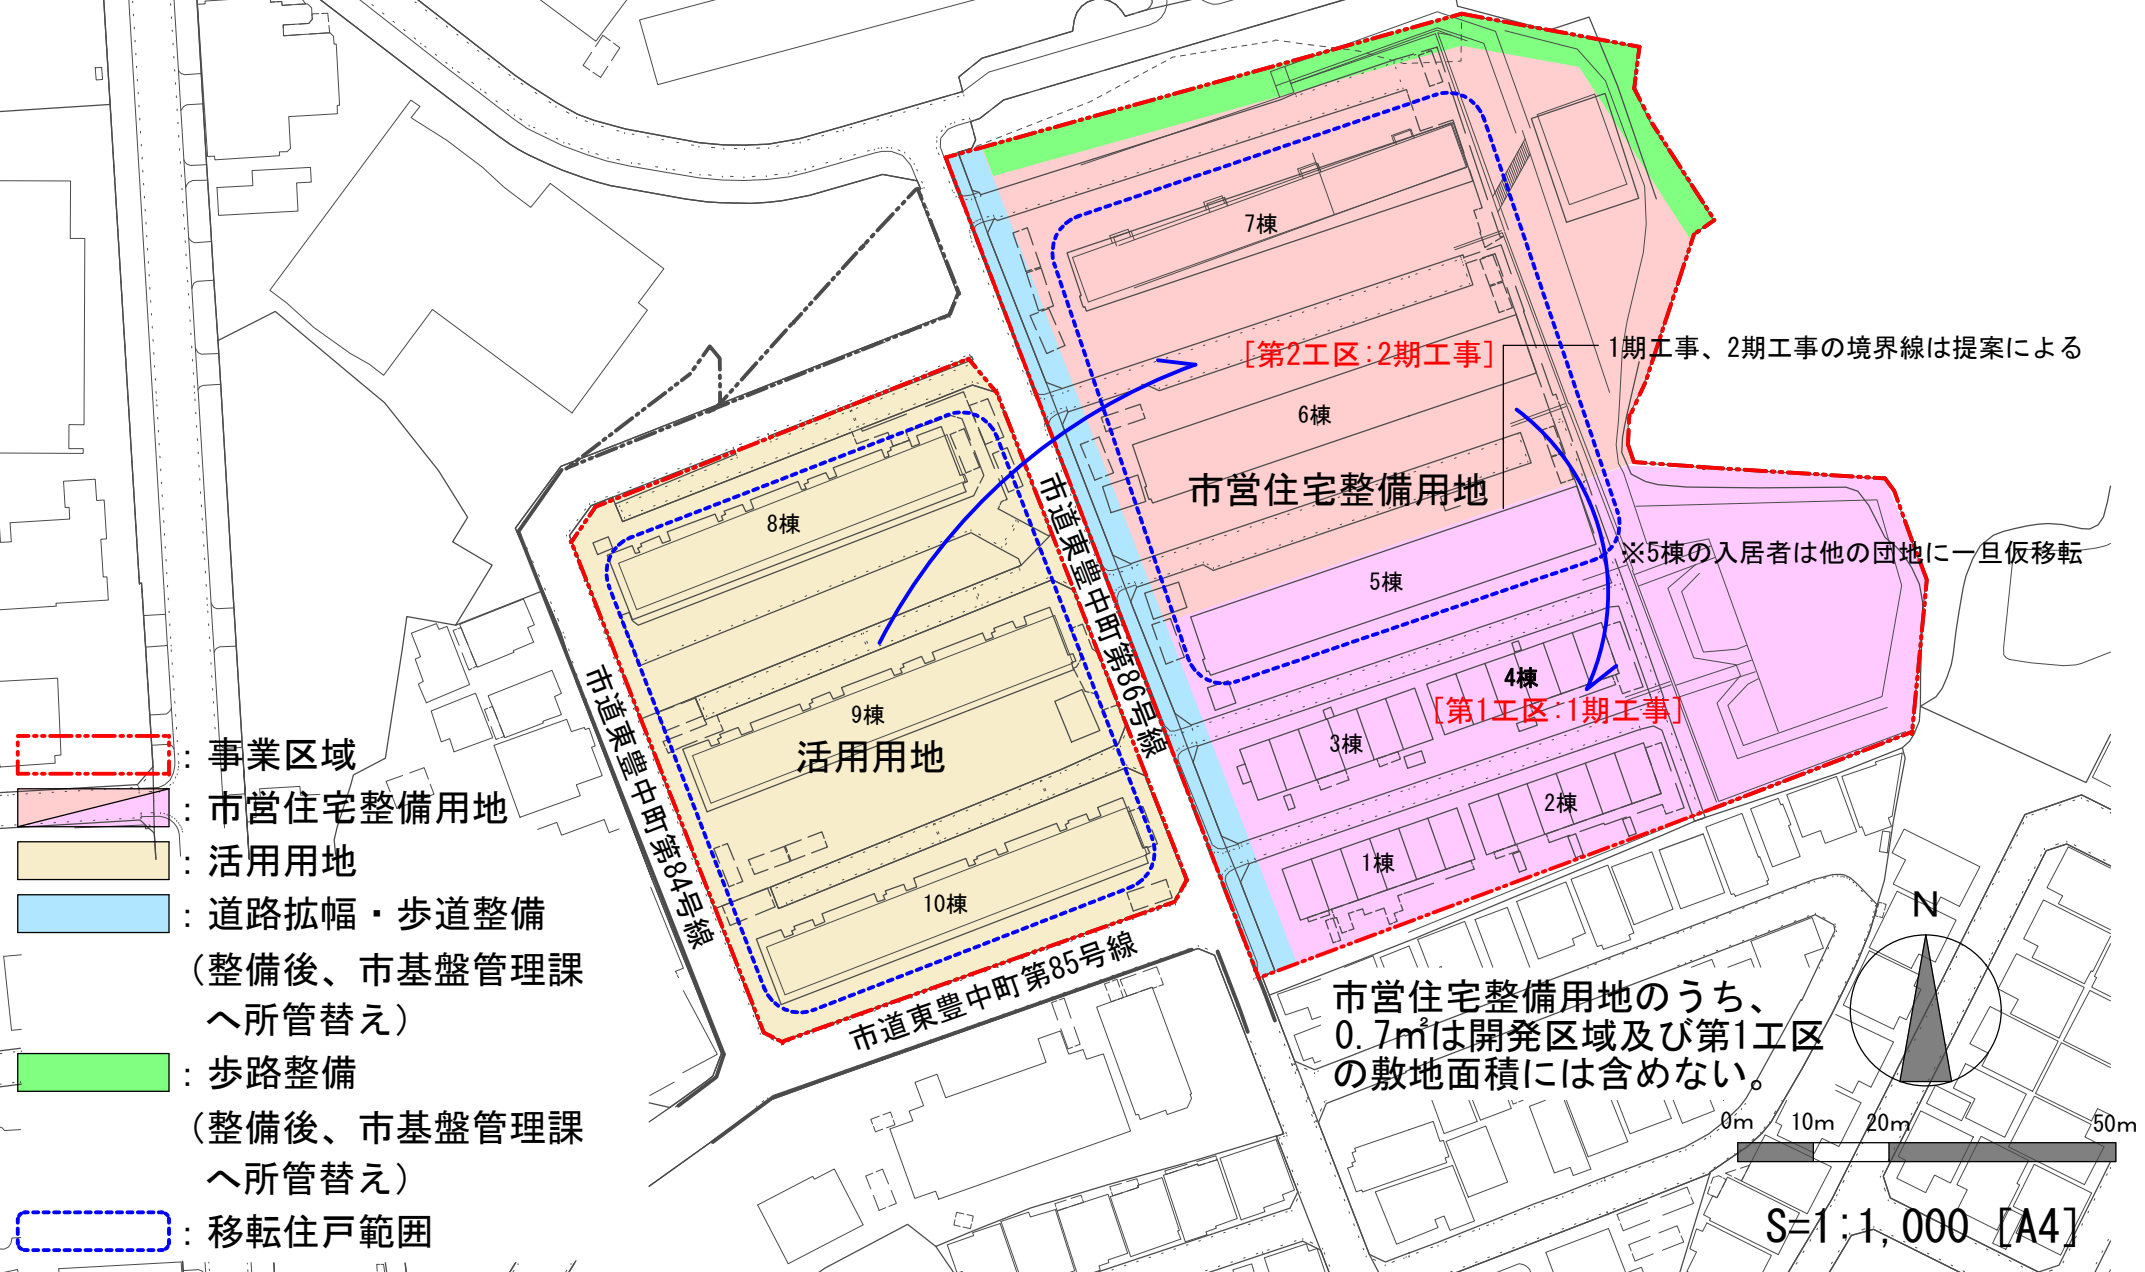 7棟
[第2工区:2期工事]
1期工事、2期工事の境界線は提案による
6棟
市営住宅整備用地
※5棟の入居者は他の団地に一旦仮移転
5棟
4棟
[第1工区:1期工事]
3棟
2棟
1棟
8棟
9棟
活用用地
10棟
市道東豊中町第86号線
市道東豊中町第84号線
市道東豊中町第85号線
:事業区域
:市営住宅整備用地
:活用用地
:道路拡幅・歩道整備
(整備後、市基盤管理課
へ所管替え)
:歩路整備
(整備後、市基盤管理課
へ所管替え)
:移転住戸範囲
市営住宅整備用地のうち、
0.7㎡は開発区域及び第1工区
の敷地面積には含めない。
N
0m 10m 20m 50m
S=1:1,000 [A4]